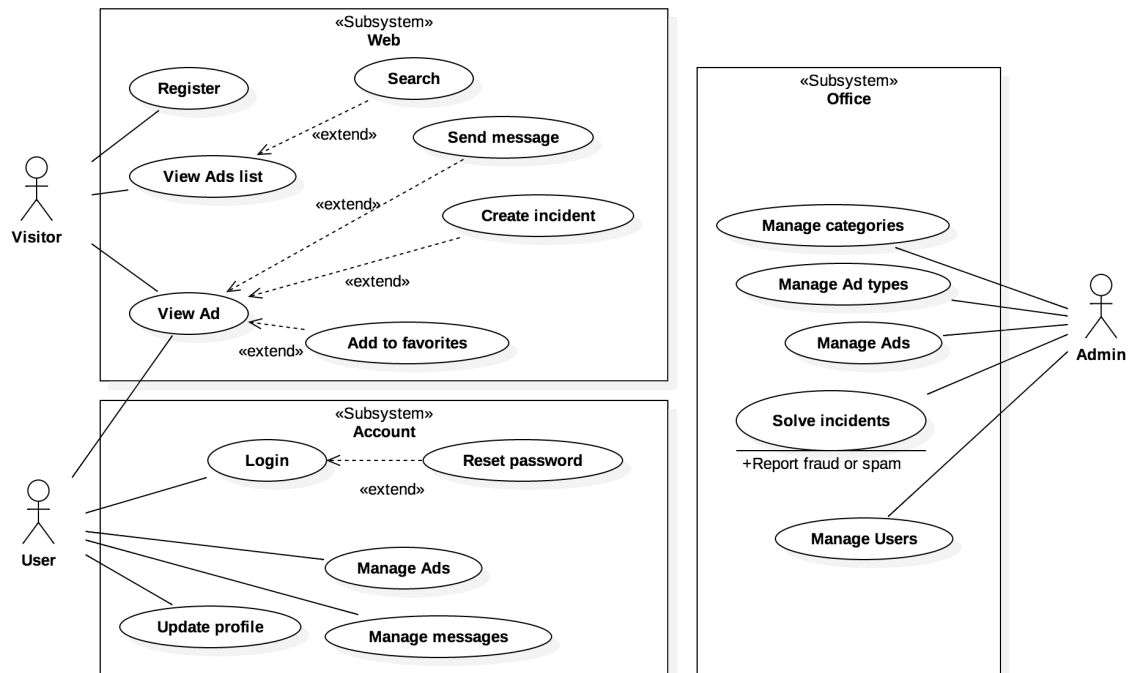 «Subsystem»
Web
Register
Search
«extend»
Send message
View Ads list
«extend»
Create incident
«extend»
View Ad
«extend»
Add to favorites
Visitor
«Subsystem»
Account
Login
Reset password
«extend»
User
Manage Ads
Update profile
Manage messages
«Subsystem»
Office
Manage categories
Manage Ad types
Manage Ads
Solve incidents
+Report fraud or spam
Manage Users
Admin